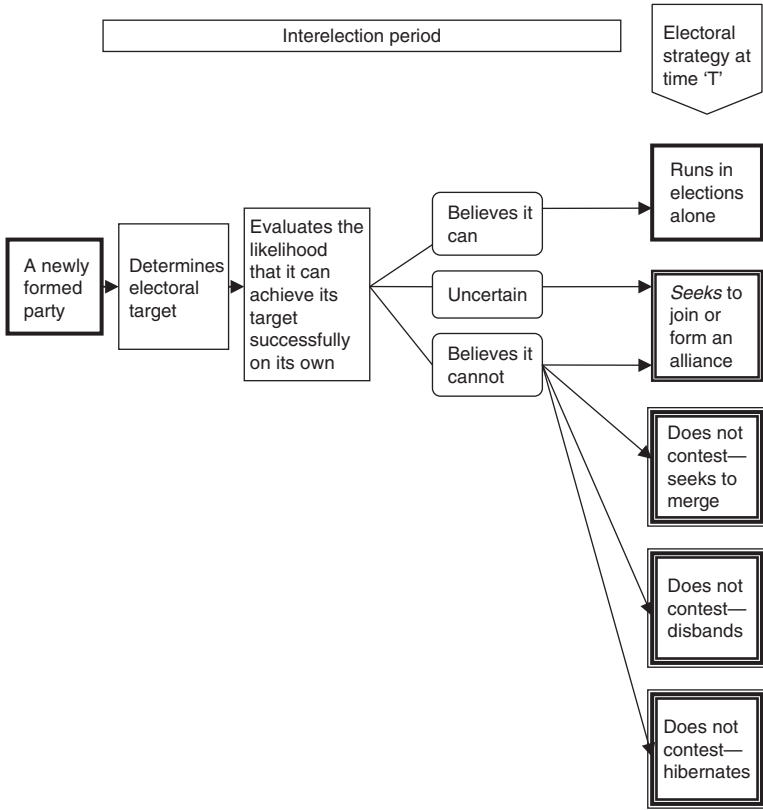 Interelection period
Electoral
strategy at
time ‘T’
A newly
formed
party
Determines
electoral
target
Evaluates the
likelihood
that it can
achieve its
target
successfully
on its own
Believes it
can
Uncertain
Believes it
cannot
Runs in
elections
alone
Seeks to
join or
form an
alliance
Does not
contest—
seeks to
merge
Does not
contest—
disbands
Does not
contest—
hibernates